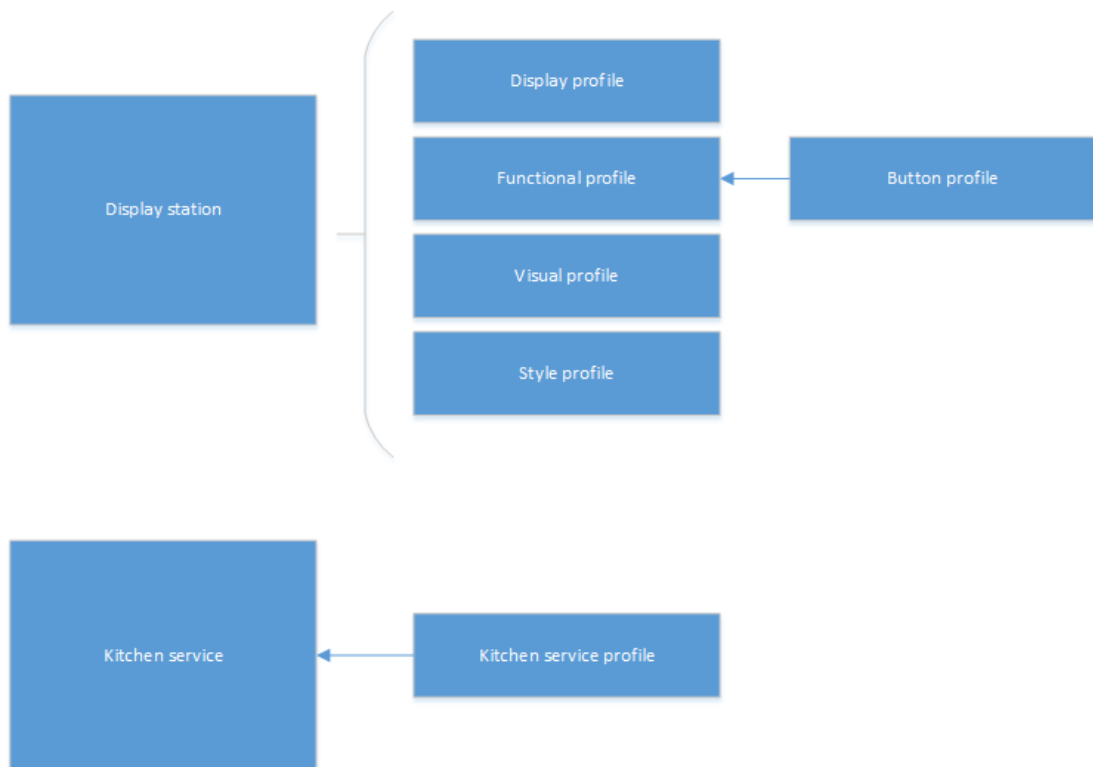 Display profile
Display station
Functional profile
Button profile
Visual profile
Style profile
Kitchen service
Kitchen service profile